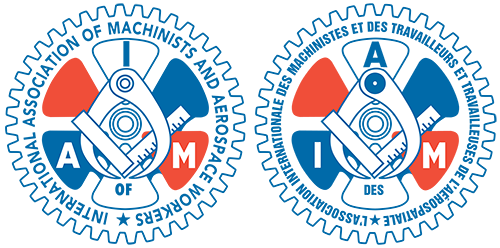 INTERNATIONAL ASSOCIATION OF MACHINISTS AND AEROSPACE WORKERS ★
I
A M
OF
L'ASSOCIATION INTERNATIONALE DES MACHINISTES ET DES TRAVAILLEURS ET TRAVAILLEUSES DE L'AÉROSPATIALE ★
A
I M
DES